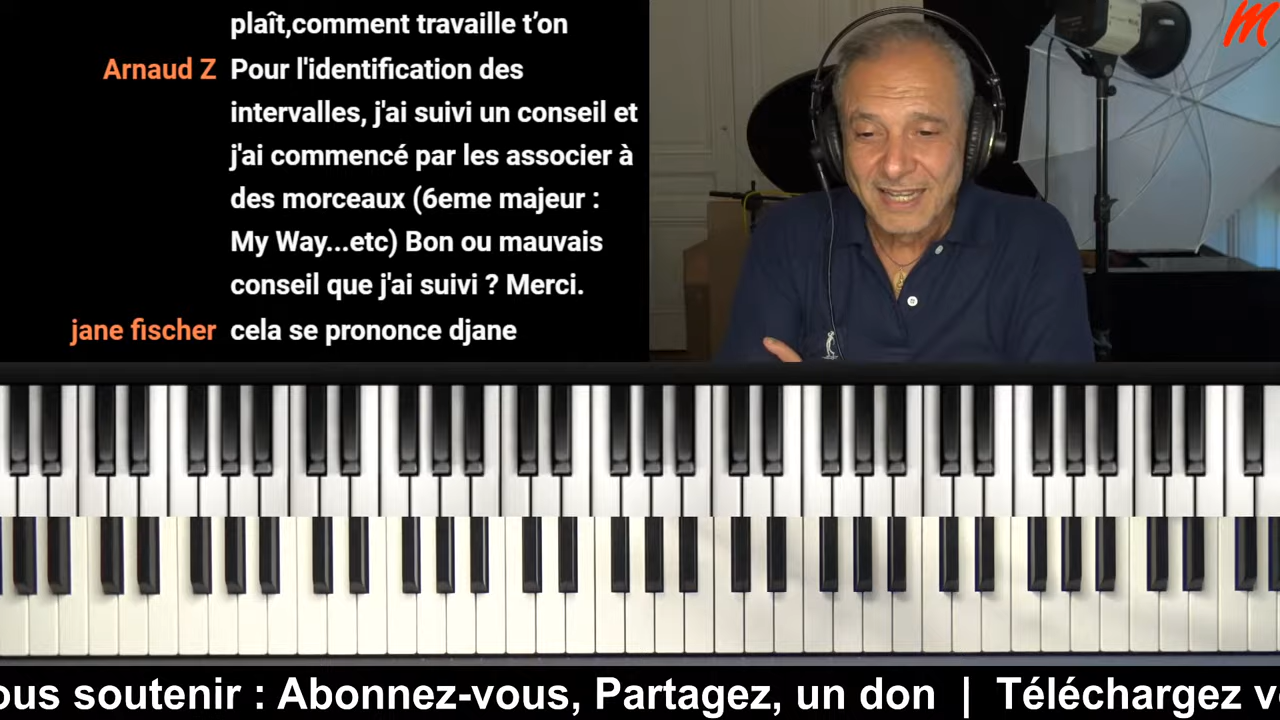 plaît,comment travaille t’on
Arnaud Z Pour l'identification des
intervalles, j'ai suivi un conseil et
j'ai commencé par les associer à
des morceaux (6eme majeur :
My Way...etc) Bon ou mauvais
conseil que j'ai suivi ? Merci.
jane fischer cela se prononce djane
M
ous soutenir : Abonnez-vous, Partagez, un don | Téléchargez v